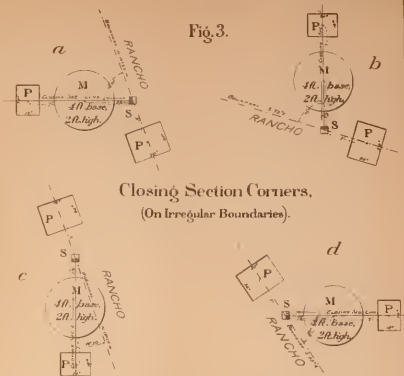 Fig. 3.
a
RANCHO
P
M
4 ft. base,
2 ft. high.
S
P
b
P
M
4 ft. base,
2 ft. high.
RANCHO
S
P
Closing Section Corners,
(On Irregular Boundaries).
c
P
S
M
4 ft. base,
2 ft. high.
RANCHO
P
d
P
S
M
4 ft. base,
2 ft. high.
P
RANCHO